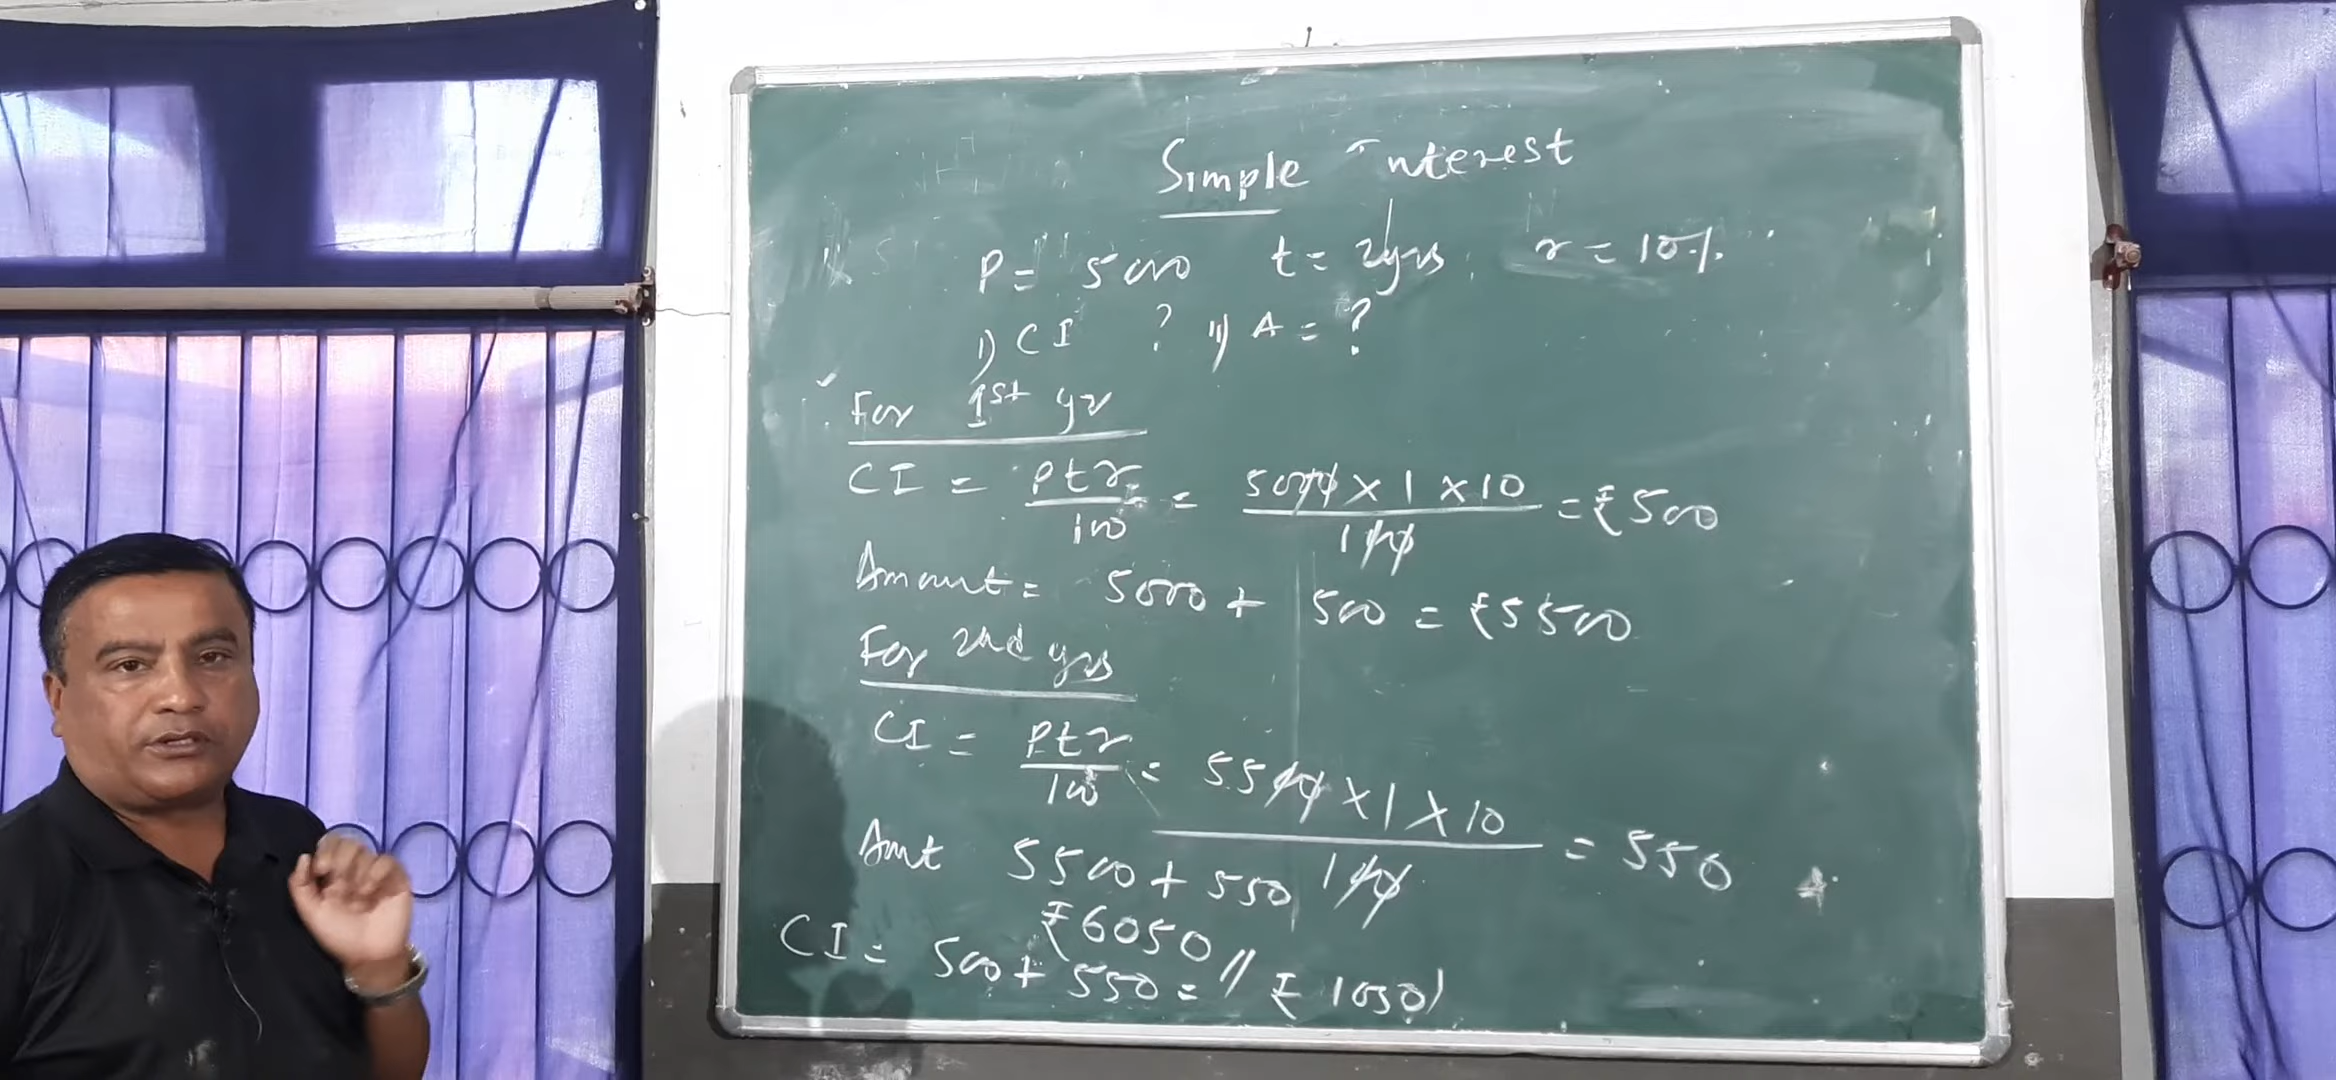 Simple Interest
P = 5000 t = 2yrs r = 10%.
i) CI ? ii) A = ?
For 1st yr
CI = Ptr/100 = 5000 x 1 x 10/100 = ₹500
Amount = 5000 + 500 = ₹5500
For 2nd yrs
CI = Ptr/100 = 5500 x 1 x 10/100 = 550
Amt 5500 + 550
₹6050 //
CI = 500 + 550 = ₹ 1050/